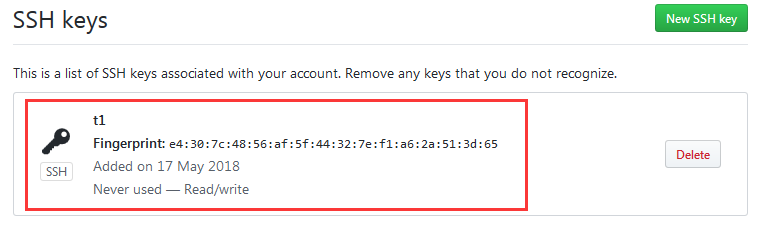 SSH keys
New SSH key
This is a list of SSH keys associated with your account. Remove any keys that you do not recognize.
t1
Fingerprint: e4:30:7c:48:56:af:5f:44:32:7e:f1:a6:2a:51:3d:65
SSH
Added on 17 May 2018
Never used — Read/write
Delete